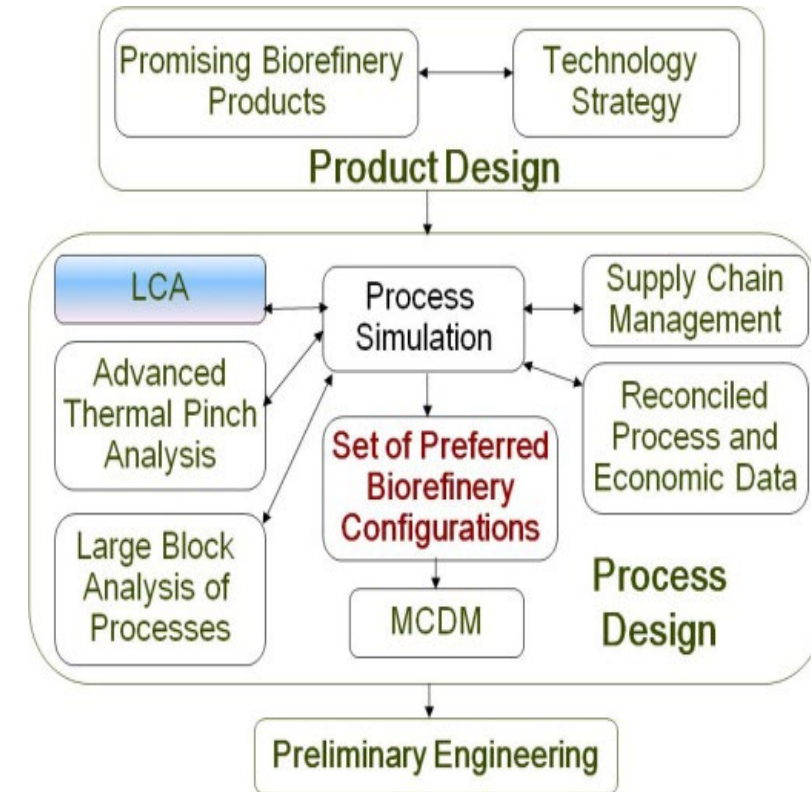 Promising Biorefinery
Products
Technology
Strategy
Product Design
LCA
Process
Simulation
Supply Chain
Management
Advanced
Thermal Pinch
Analysis
Reconciled
Process and
Economic Data
Set of Preferred
Biorefinery
Configurations
Large Block
Analysis of
Processes
MCDM
Process
Design
Preliminary Engineering